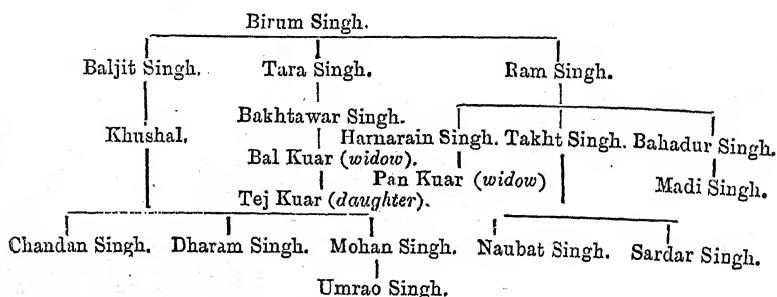 Birum Singh.
Baljit Singh. Tara Singh. Ram Singh.
Bakhtawar Singh.
Khushal. Harnarain Singh. Takht Singh. Bahadur Singh.
Bal Kuar (widow).
Pan Kuar (widow) Madi Singh.
Tej Kuar (daughter).
Chandan Singh. Dharam Singh. Mohan Singh. Naubat Singh. Sardar Singh.
Umrao Singh.